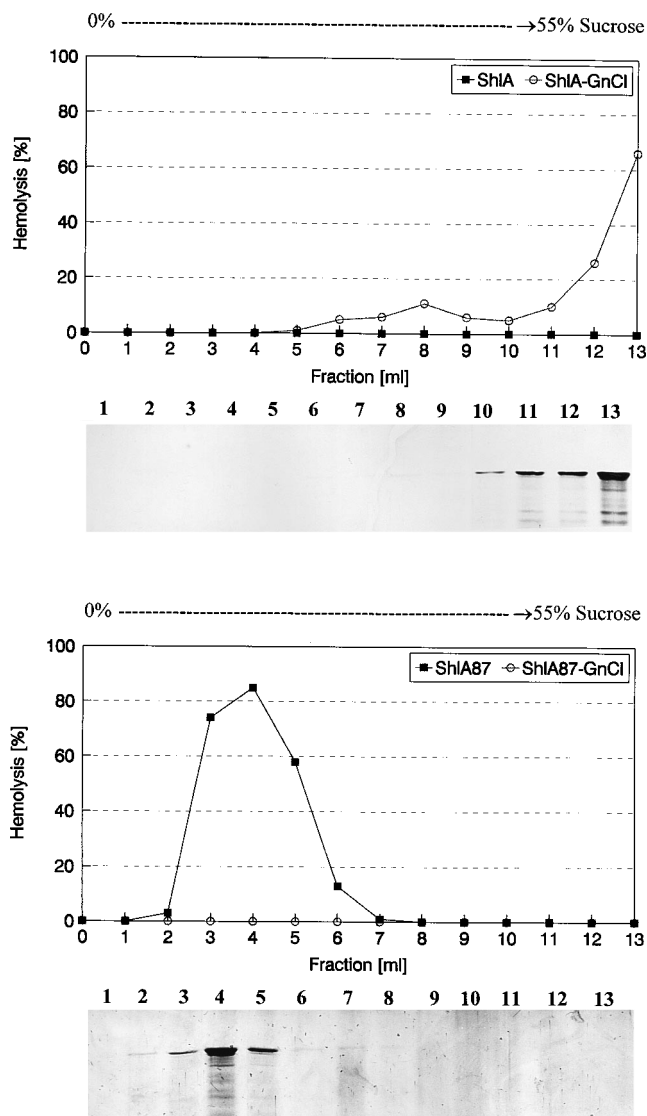 0% ------------------------→55% Sucrose
100
80
60
40
20
0
Hemolysis [%]
ShlA ShlA-GnCl
0 1 2 3 4 5 6 7 8 9 10 11 12 13
Fraction [ml]
1 2 3 4 5 6 7 8 9 10 11 12 13
0% ------------------------→55% Sucrose
100
80
60
40
20
0
Hemolysis [%]
ShlA87 ShlA87-GnCl
0 1 2 3 4 5 6 7 8 9 10 11 12 13
Fraction [ml]
1 2 3 4 5 6 7 8 9 10 11 12 13